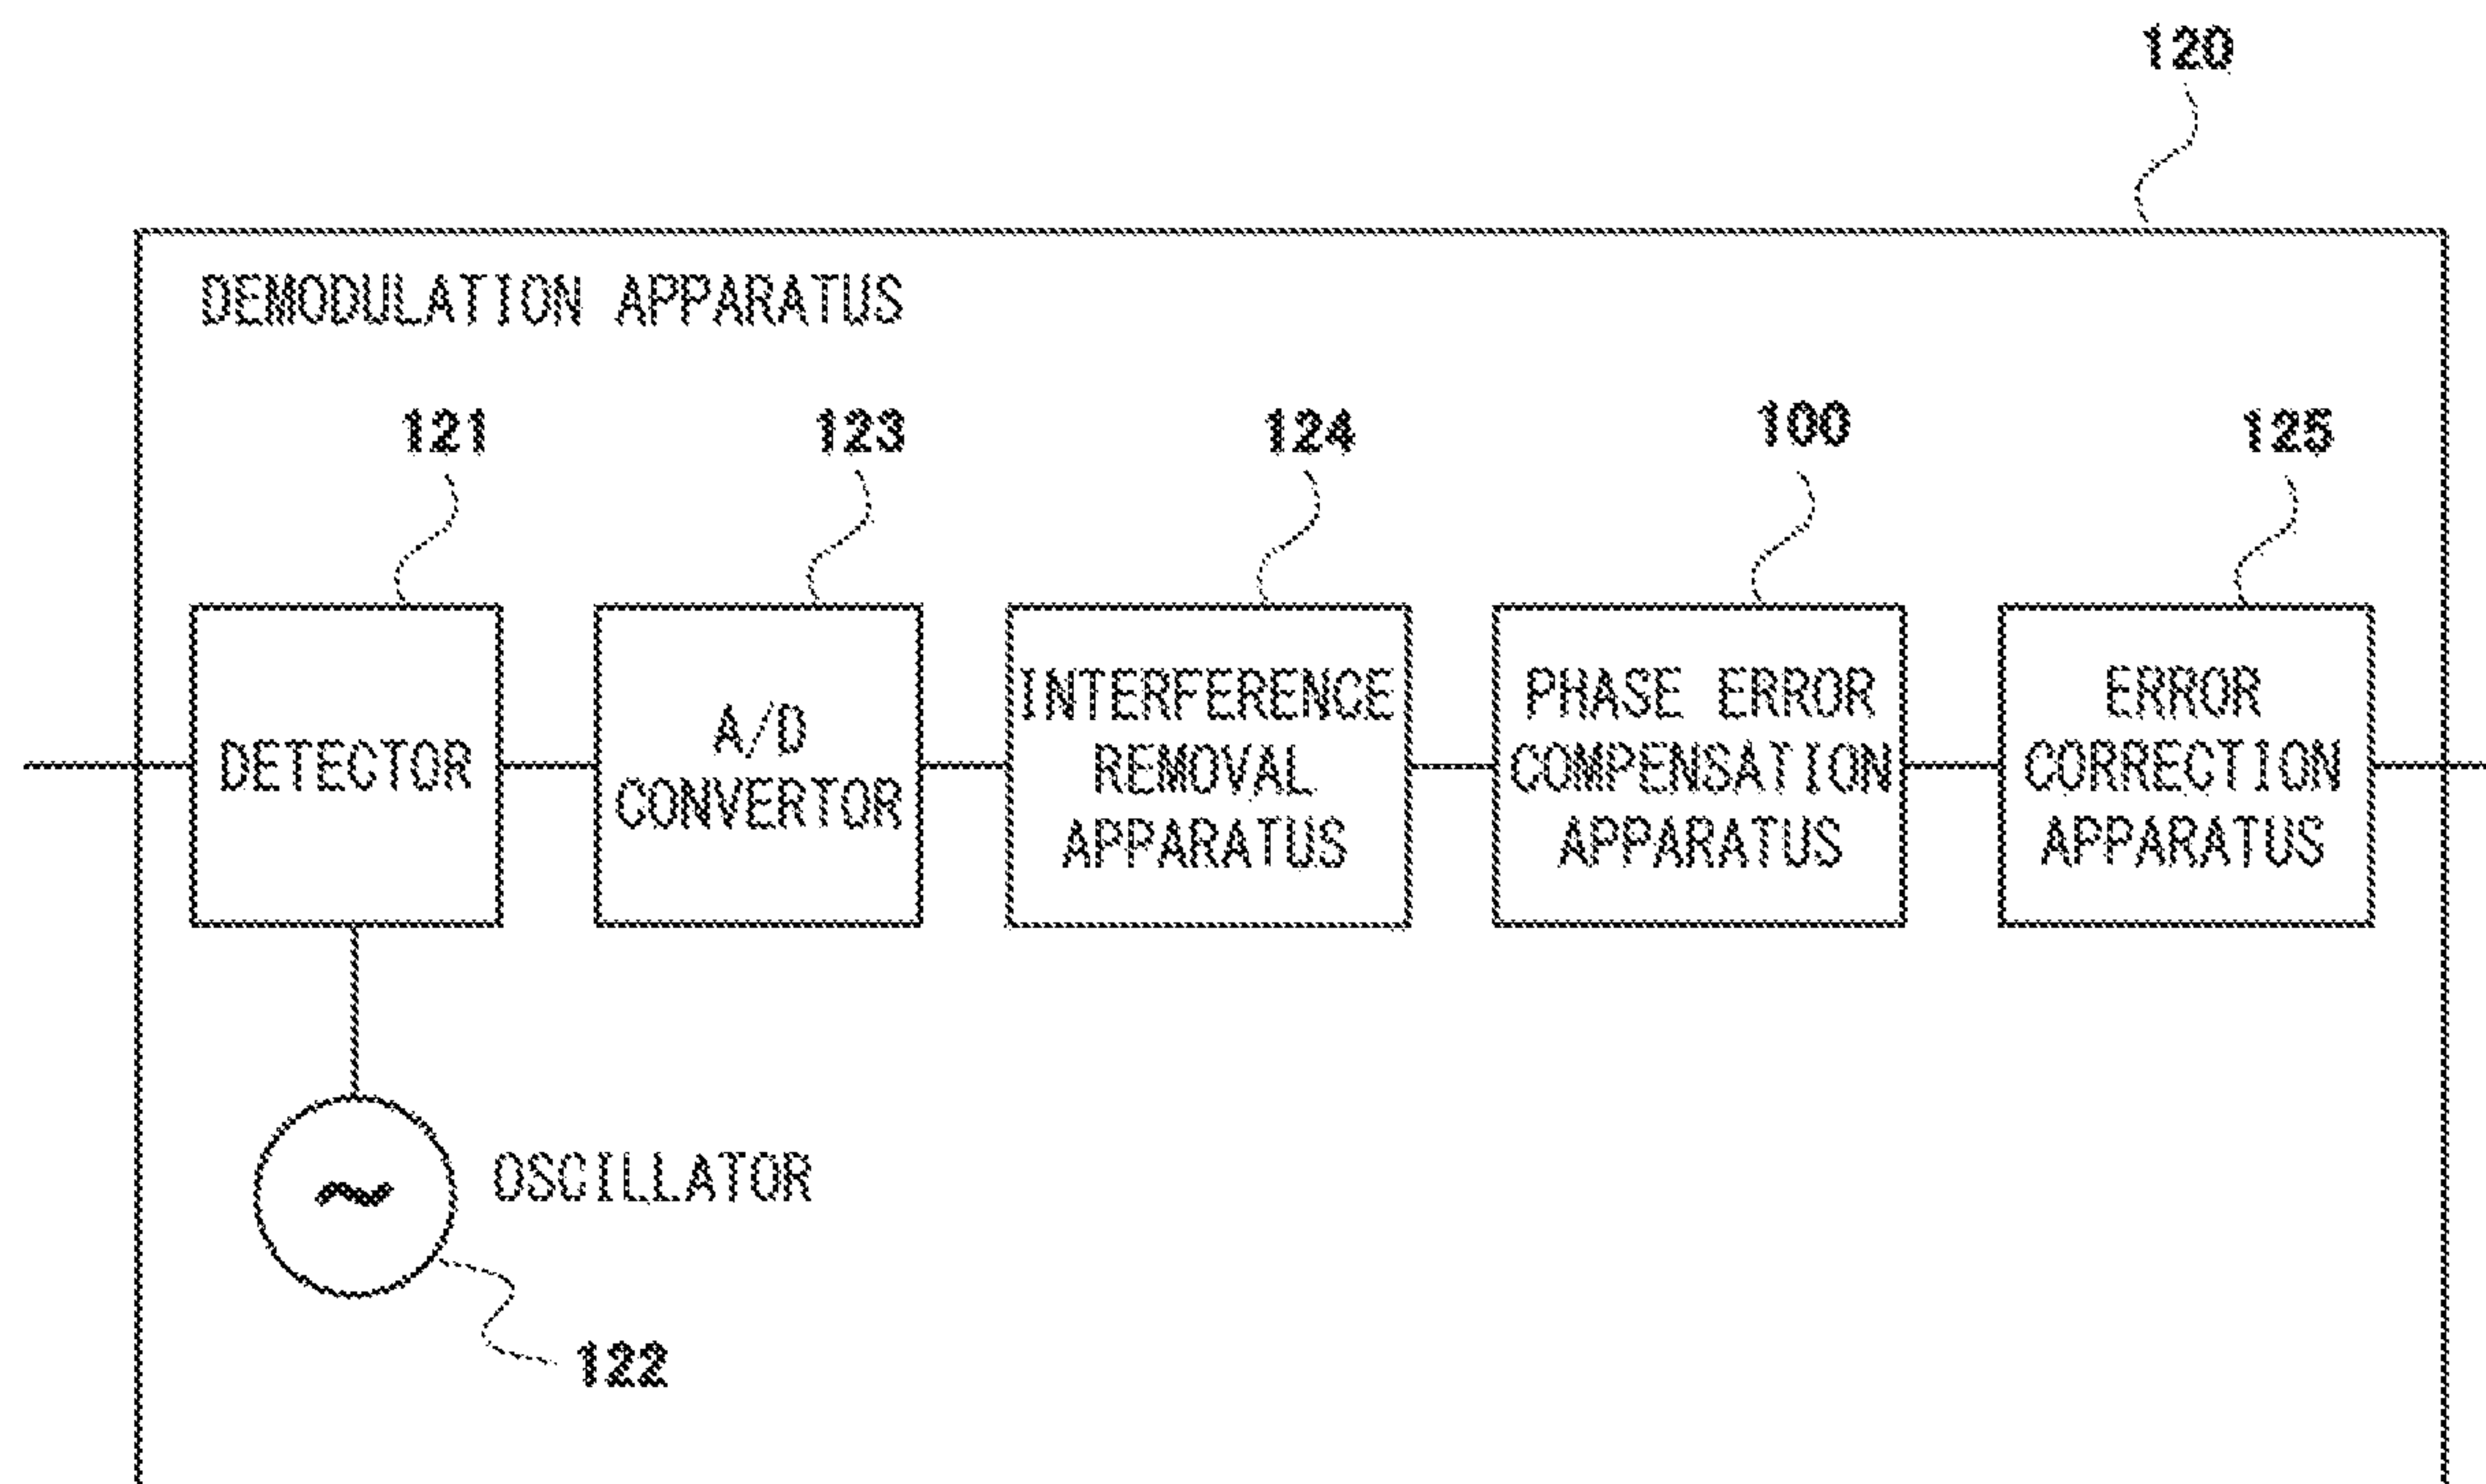 120
DEMODULATION APPARATUS
121
123
124
100
125
DETECTOR
A/D
CONVERTOR
INTERFERENCE
REMOVAL
APPARATUS
PHASE ERROR
COMPENSATION
APPARATUS
ERROR
CORRECTION
APPARATUS
OSCILLATOR
122